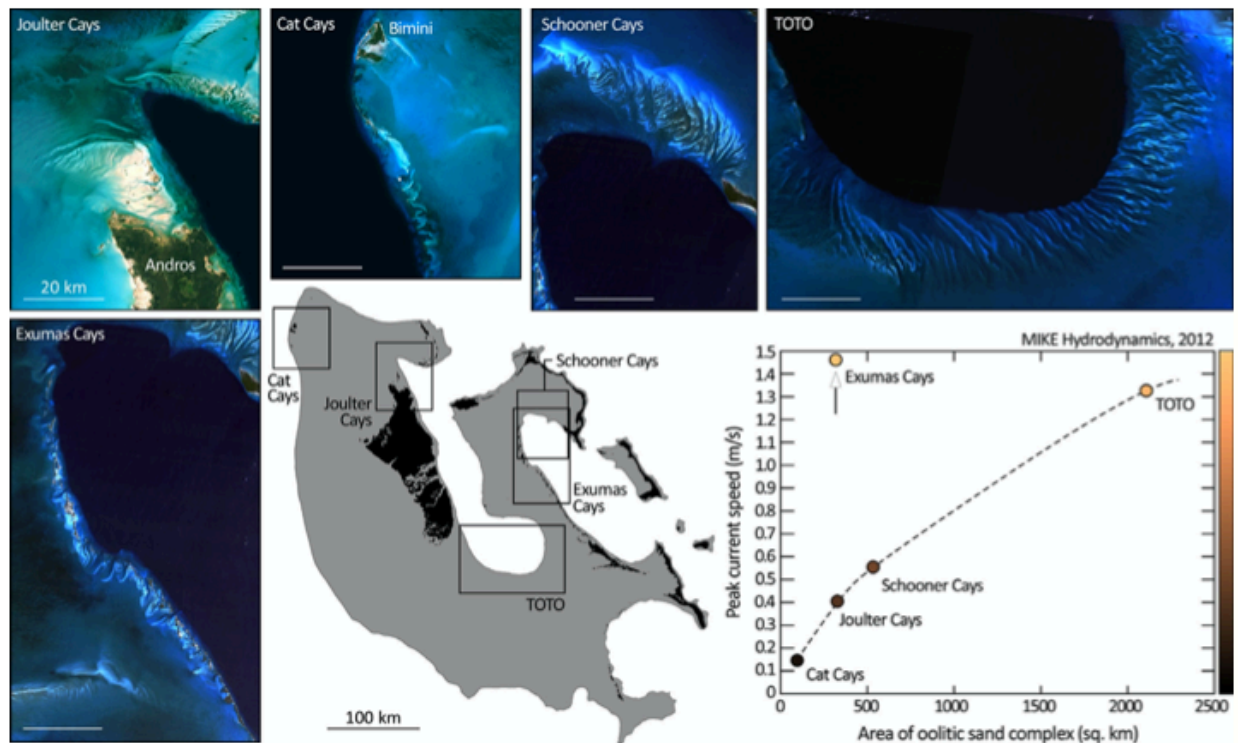 Joulter Cays
Andros
20 km
Cat Cays
Bimini
Schooner Cays
TOTO
Exumas Cays
Cat
Cays
Joulter
Cays
Schooner Cays
Exumas
Cays
TOTO
100 km
MIKE Hydrodynamics, 2012
Peak current speed (m/s)
1.5
1.4
1.3
1.2
1.1
1.0
0.9
0.8
0.7
0.6
0.5
0.4
0.3
0.2
0.1
0
Exumas Cays
TOTO
Schooner Cays
Joulter Cays
Cat Cays
0 500 1000 1500 2000 2500
Area of oolitic sand complex (sq. km)